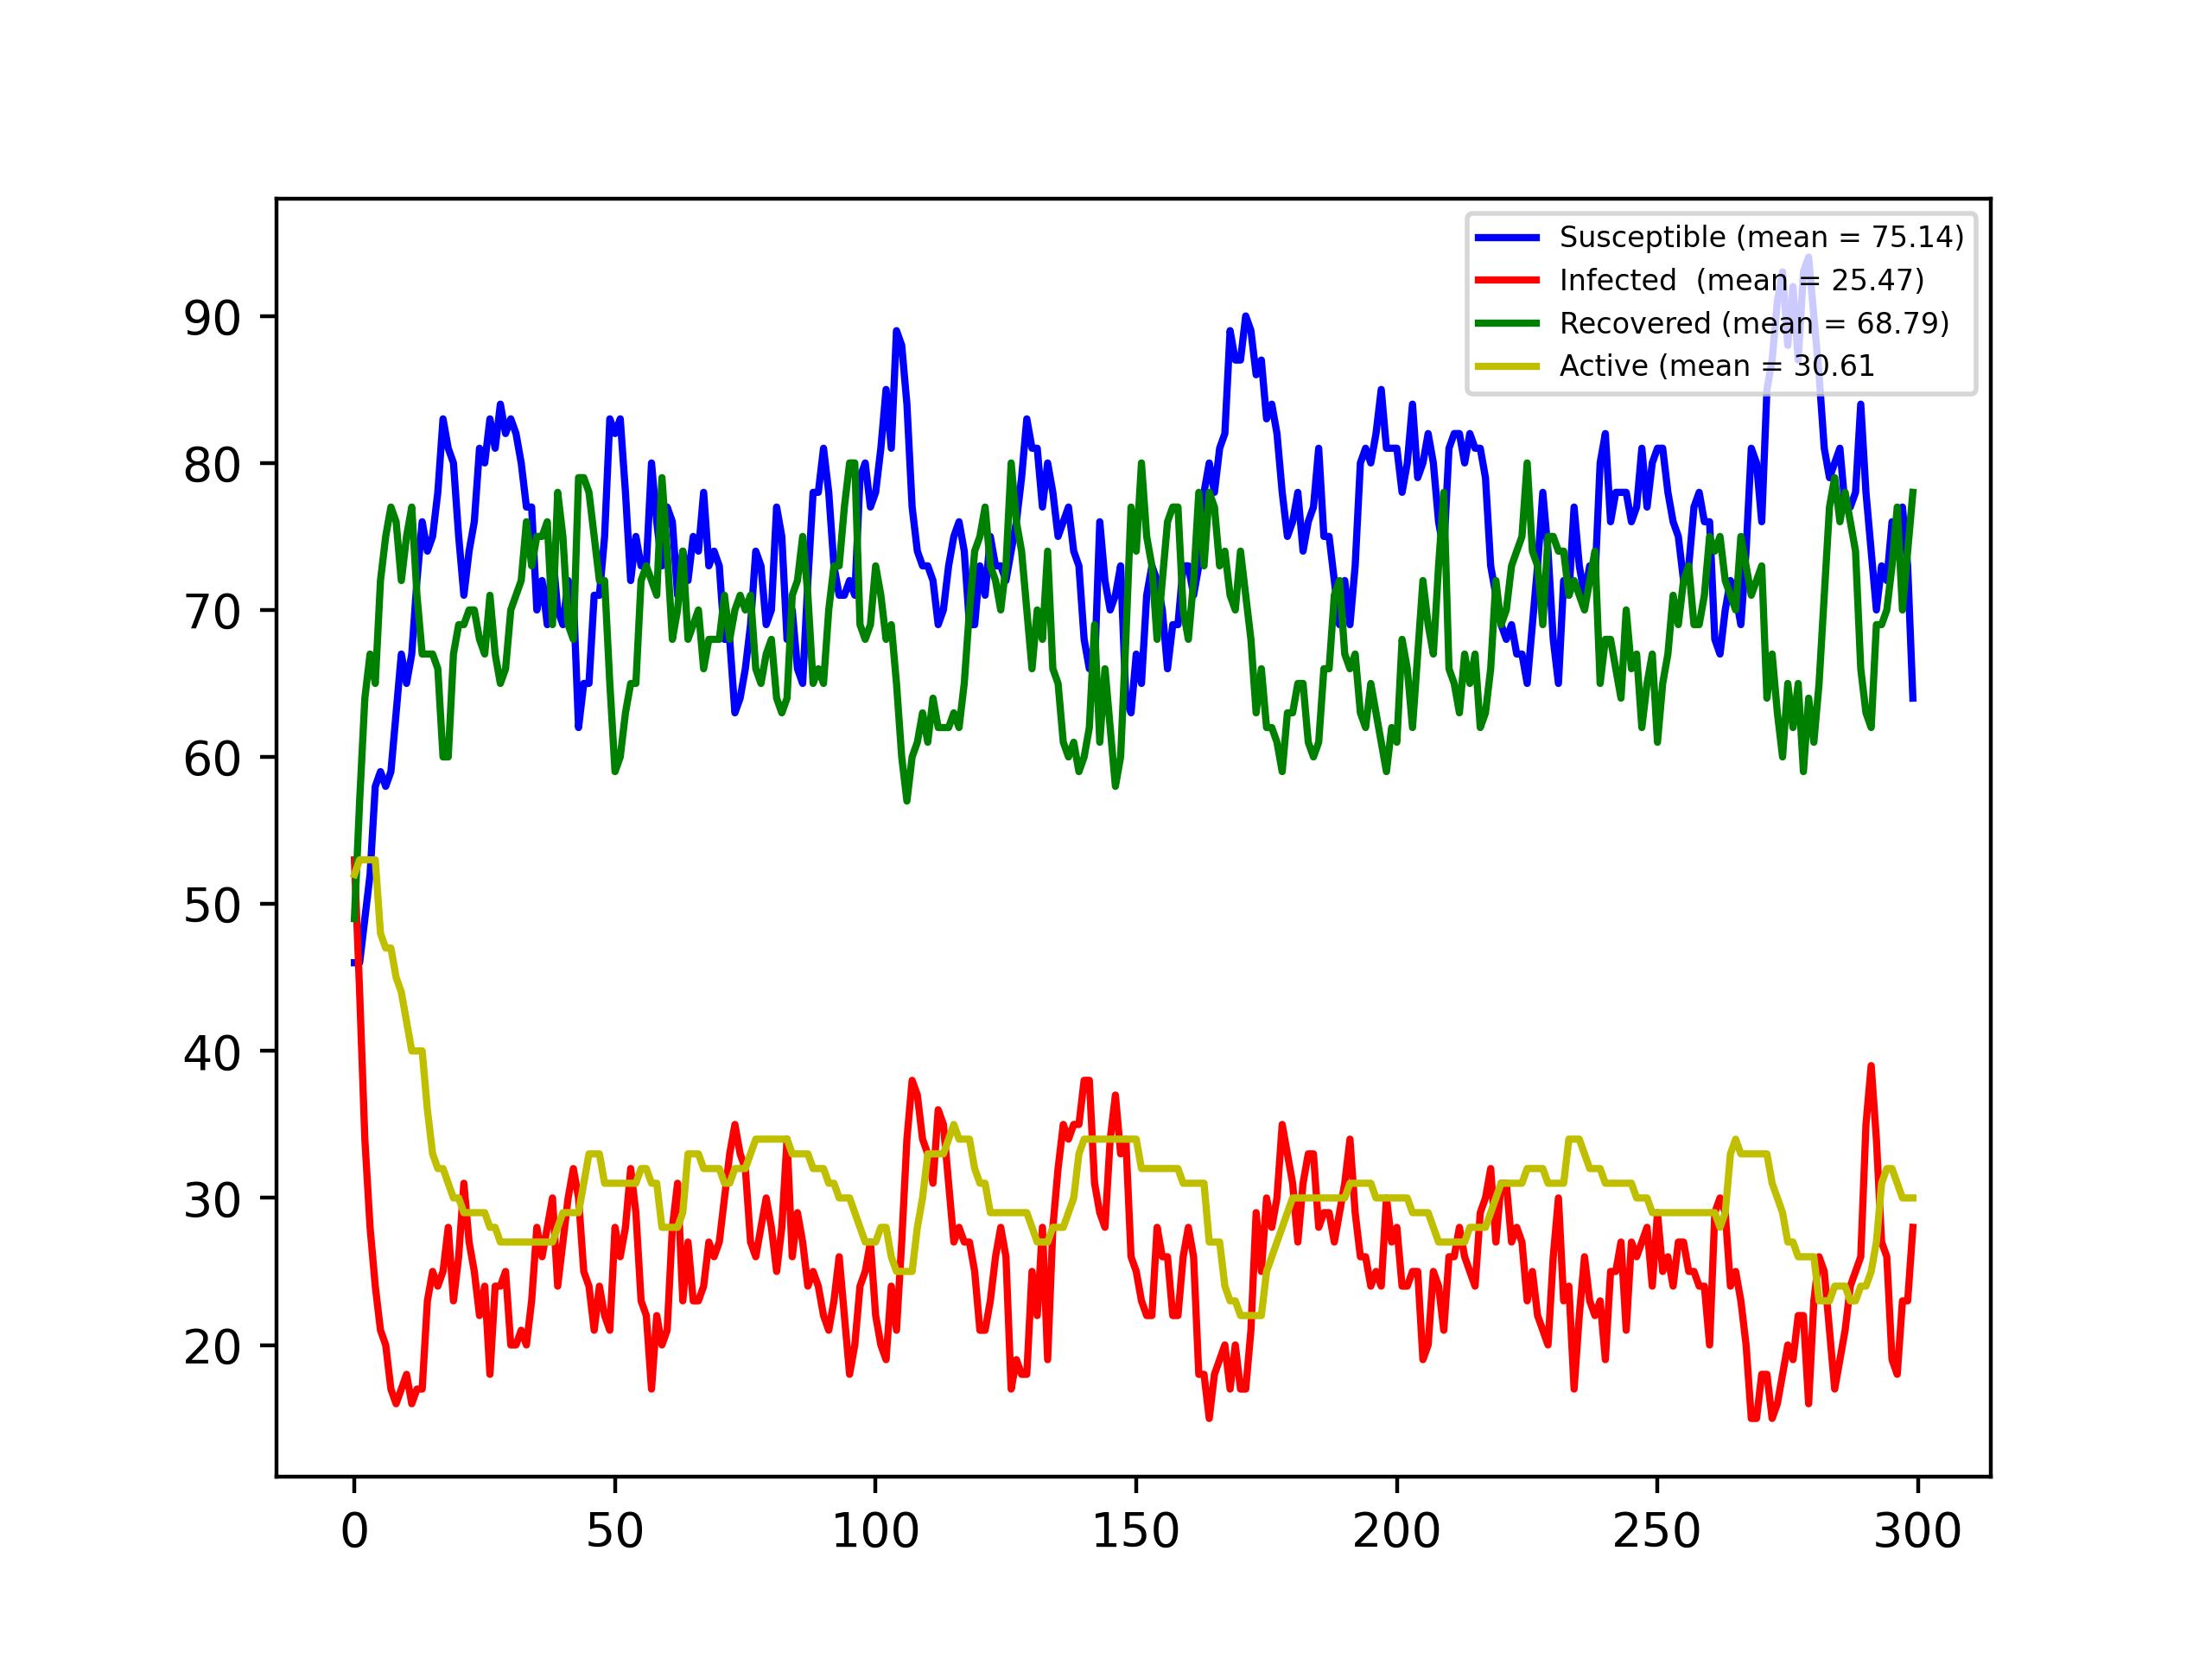 Susceptible (mean = 75.14)
Infected  (mean = 25.47)
Recovered (mean = 68.79)
Active (mean = 30.61
90
80
70
60
50
40
30
20
0 50 100 150 200 250 300